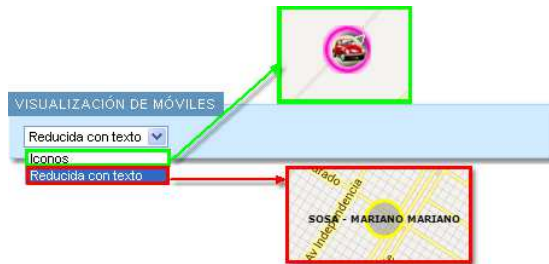 VISUALIZACIÓN DE MÓVILES
Reducida con texto
Iconos
Reducida con texto
SOSA - MARIANO MARIANO
Av Independencia